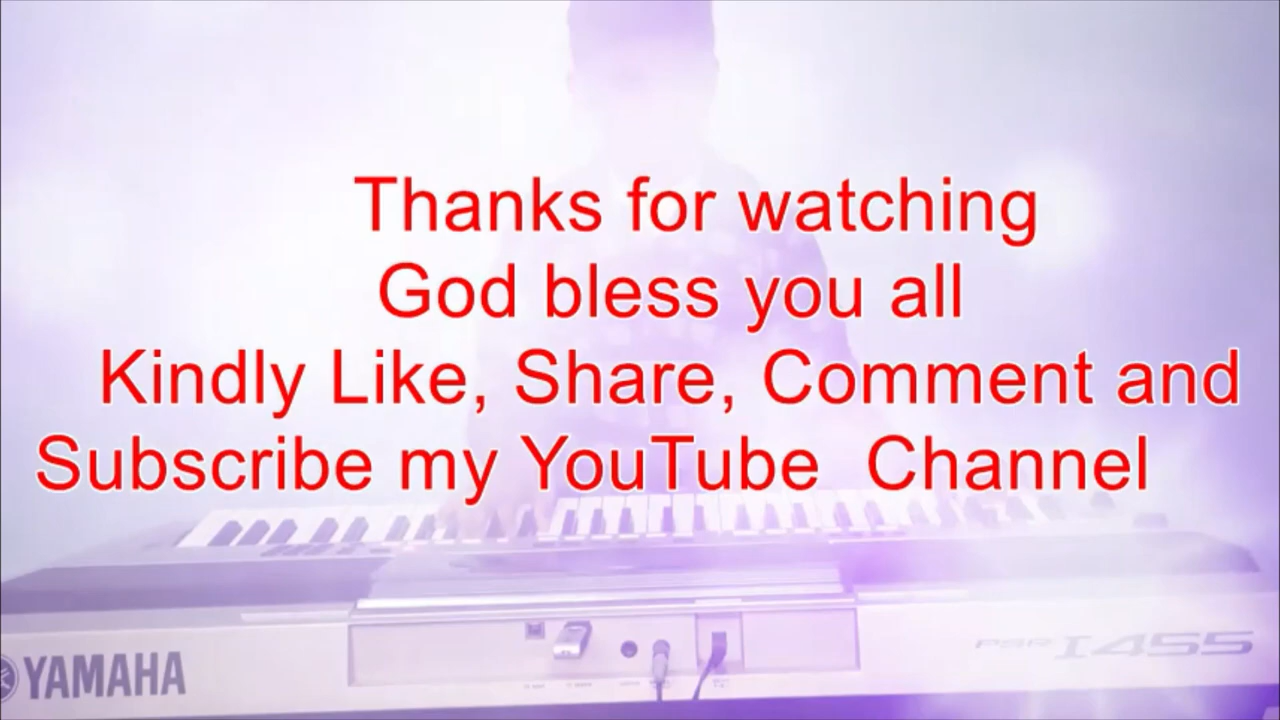 Thanks for watching
God bless you all
Kindly Like, Share, Comment and
Subscribe my YouTube Channel
YAMAHA
PSR I455